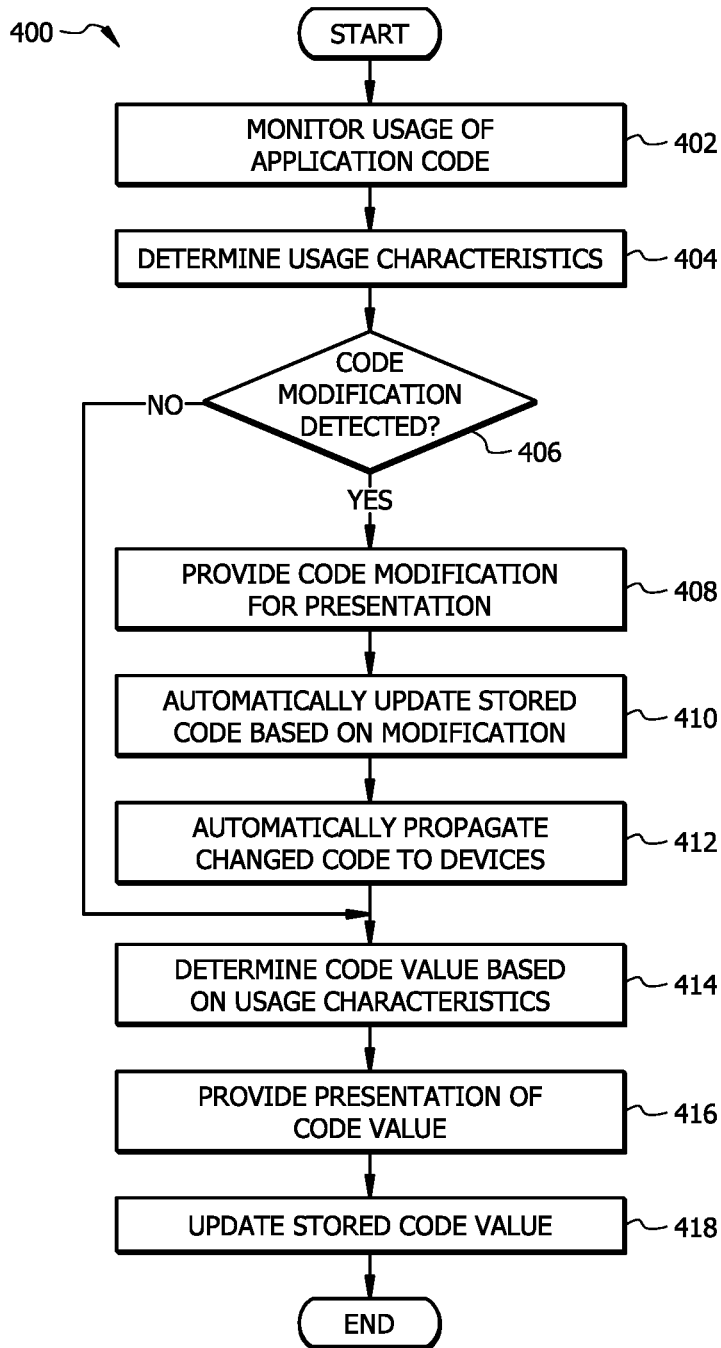 400
START
MONITOR USAGE OF
APPLICATION CODE
402
DETERMINE USAGE CHARACTERISTICS
404
CODE
MODIFICATION
DETECTED?
406
NO
YES
PROVIDE CODE MODIFICATION
FOR PRESENTATION
408
AUTOMATICALLY UPDATE STORED
CODE BASED ON MODIFICATION
410
AUTOMATICALLY PROPAGATE
CHANGED CODE TO DEVICES
412
DETERMINE CODE VALUE BASED
ON USAGE CHARACTERISTICS
414
PROVIDE PRESENTATION OF
CODE VALUE
416
UPDATE STORED CODE VALUE
418
END